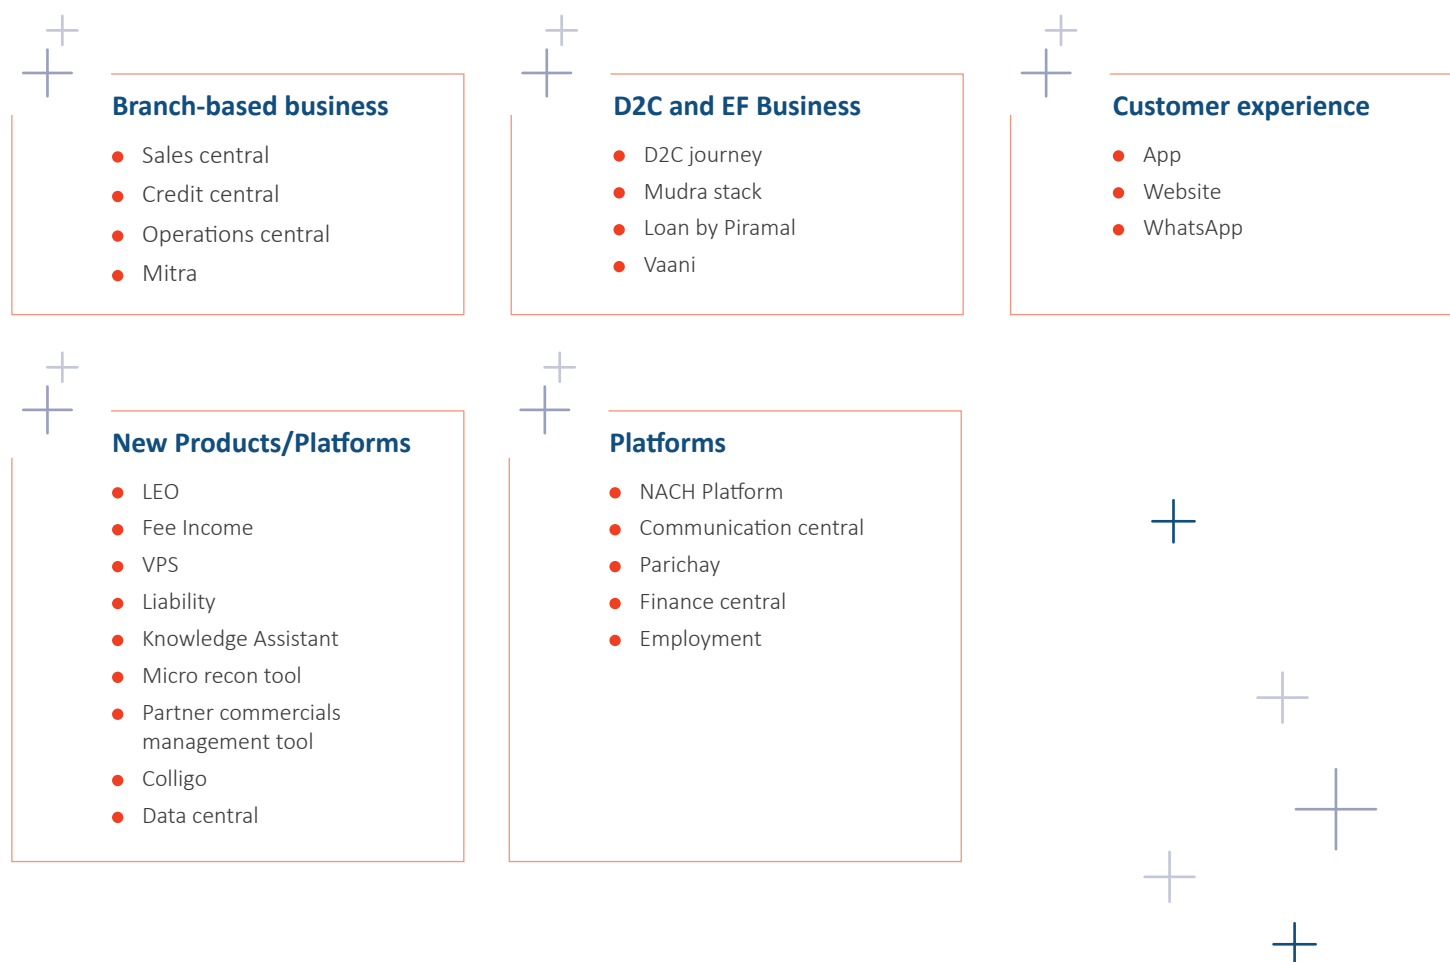 Branch-based business
Sales central
Credit central
Operations central
Mitra
D2C and EF Business
D2C journey
Mudra stack
Loan by Piramal
Vaani
Customer experience
App
Website
WhatsApp
New Products/Platforms
LEO
Fee Income
VPS
Liability
Knowledge Assistant
Micro recon tool
Partner commercials
management tool
Colligo
Data central
Platforms
NACH Platform
Communication central
Parichay
Finance central
Employment